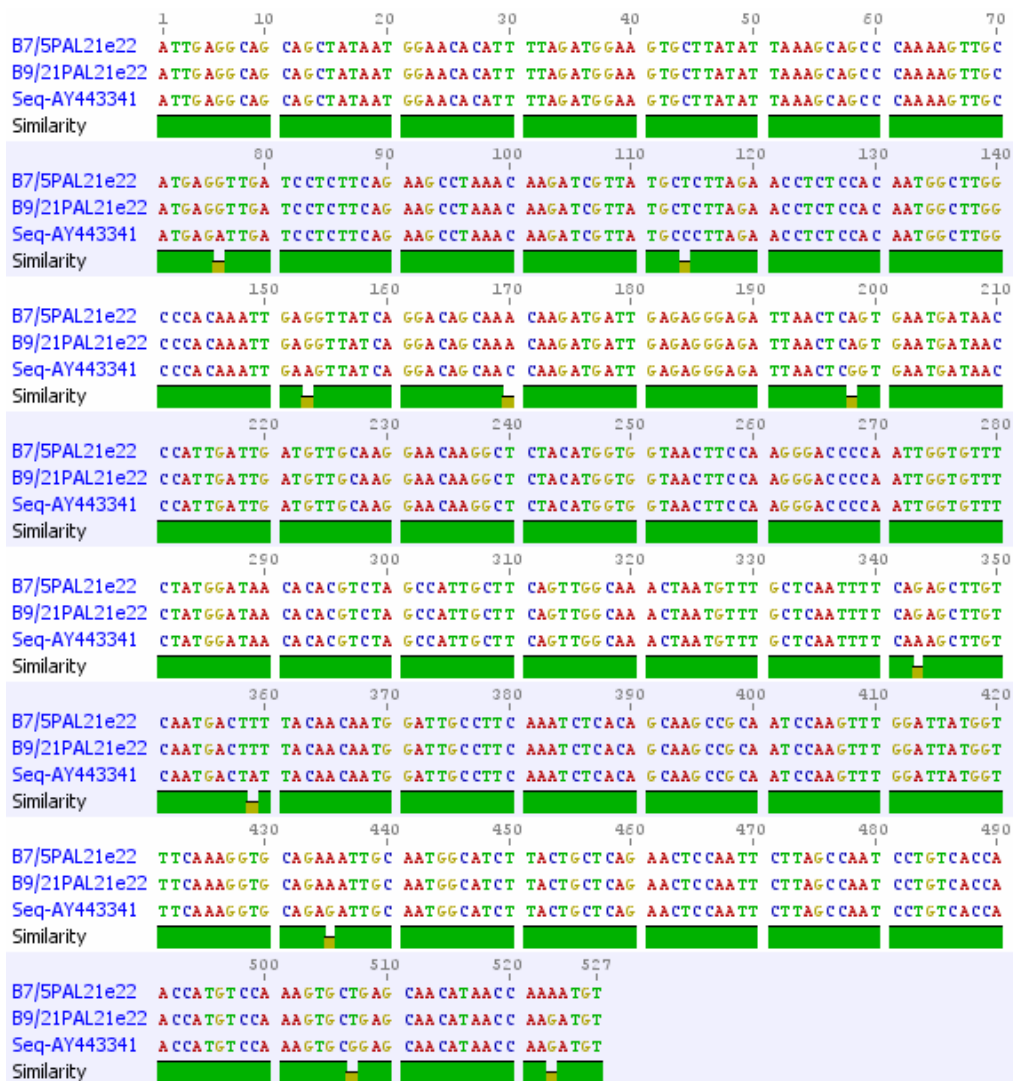 1 10 20 30 40 50 60 70
B7/5PAL21e22 ATTGAGGCAG CAGCTATAAT GGAACACATT TTAGATGGAA GTGCTTATAT TAAAGCAGCC CAAAAGTTGC
B9/21PAL21e22 ATTGAGGCAG CAGCTATAAT GGAACACATT TTAGATGGAA GTGCTTATAT TAAAGCAGCC CAAAAGTTGC
Seq-AY443341 ATTGAGGCAG CAGCTATAAT GGAACACATT TTAGATGGAA GTGCTTATAT TAAAGCAGCC CAAAAGTTGC
Similarity
80 90 100 110 120 130 140
B7/5PAL21e22 ATGAGGTTGA TCCTCTTCAG AAGCCTAAAC AAGATCGTTA TGCTCTTAGA ACCTCTCCAC AATGGCTTGG
B9/21PAL21e22 ATGAGGTTGA TCCTCTTCAG AAGCCTAAAC AAGATCGTTA TGCTCTTAGA ACCTCTCCAC AATGGCTTGG
Seq-AY443341 ATGAGATTGA TCCTCTTCAG AAGCCTAAAC AAGATCGTTA TGCCCTTAGA ACCTCTCCAC AATGGCTTGG
Similarity
150 160 170 180 190 200 210
B7/5PAL21e22 CCCACAAATT GAGGTTATCA GGACAGCAAA CAAGATGATT GAGAGGGAGA TTAACTCAGT GAATGATAAC
B9/21PAL21e22 CCCACAAATT GAGGTTATCA GGACAGCAAA CAAGATGATT GAGAGGGAGA TTAACTCAGT GAATGATAAC
Seq-AY443341 CCCACAAATT GAAGTTATCA GGACAGCAAC CAAGATGATT GAGAGGGAGA TTAACTCGGT GAATGATAAC
Similarity
220 230 240 250 260 270 280
B7/5PAL21e22 CCATTGATTG ATGTTGCAAG GAACAAGGCT CTACATGGTG GTAACTTCCA AGGGACCCCA ATTGGTGTTT
B9/21PAL21e22 CCATTGATTG ATGTTGCAAG GAACAAGGCT CTACATGGTG GTAACTTCCA AGGGACCCCA ATTGGTGTTT
Seq-AY443341 CCATTGATTG ATGTTGCAAG GAACAAGGCT CTACATGGTG GTAACTTCCA AGGGACCCCA ATTGGTGTTT
Similarity
290 300 310 320 330 340 350
B7/5PAL21e22 CTATGGATAA CACACGTCTA GCCATTGCTT CAGTTGGCAA ACTAATGTTT GCTCAATTTT CAGAGCTTGT
B9/21PAL21e22 CTATGGATAA CACACGTCTA GCCATTGCTT CAGTTGGCAA ACTAATGTTT GCTCAATTTT CAGAGCTTGT
Seq-AY443341 CTATGGATAA CACACGTCTA GCCATTGCTT CAGTTGGCAA ACTAATGTTT GCTCAATTTT CAAAGCTTGT
Similarity
360 370 380 390 400 410 420
B7/5PAL21e22 CAATGACTTT TACAACAATG GATTGCCTTC AAATCTCACA GCAAGCCGCA ATCCAAGTTT GGATTATGGT
B9/21PAL21e22 CAATGACTTT TACAACAATG GATTGCCTTC AAATCTCACA GCAAGCCGCA ATCCAAGTTT GGATTATGGT
Seq-AY443341 CAATGACTAT TACAACAATG GATTGCCTTC AAATCTCACA GCAAGCCGCA ATCCAAGTTT GGATTATGGT
Similarity
430 440 450 460 470 480 490
B7/5PAL21e22 TTCAAAGGTG CAGAAATTGC AATGGCATCT TACTGCTCAG AACTCCAATT CTTAGCCAAT CCTGTCACCA
B9/21PAL21e22 TTCAAAGGTG CAGAAATTGC AATGGCATCT TACTGCTCAG AACTCCAATT CTTAGCCAAT CCTGTCACCA
Seq-AY443341 TTCAAAGGTG CAGAGATTGC AATGGCATCT TACTGCTCAG AACTCCAATT CTTAGCCAAT CCTGTCACCA
Similarity
500 510 520 527
B7/5PAL21e22 ACCATGTCCA AAGTGCTGAG CAACATAACC AAAATGT
B9/21PAL21e22 ACCATGTCCA AAGTGCTGAG CAACATAACC AAGATGT
Seq-AY443341 ACCATGTCCA AAGTGCGGAG CAACATAACC AAGATGT
Similarity